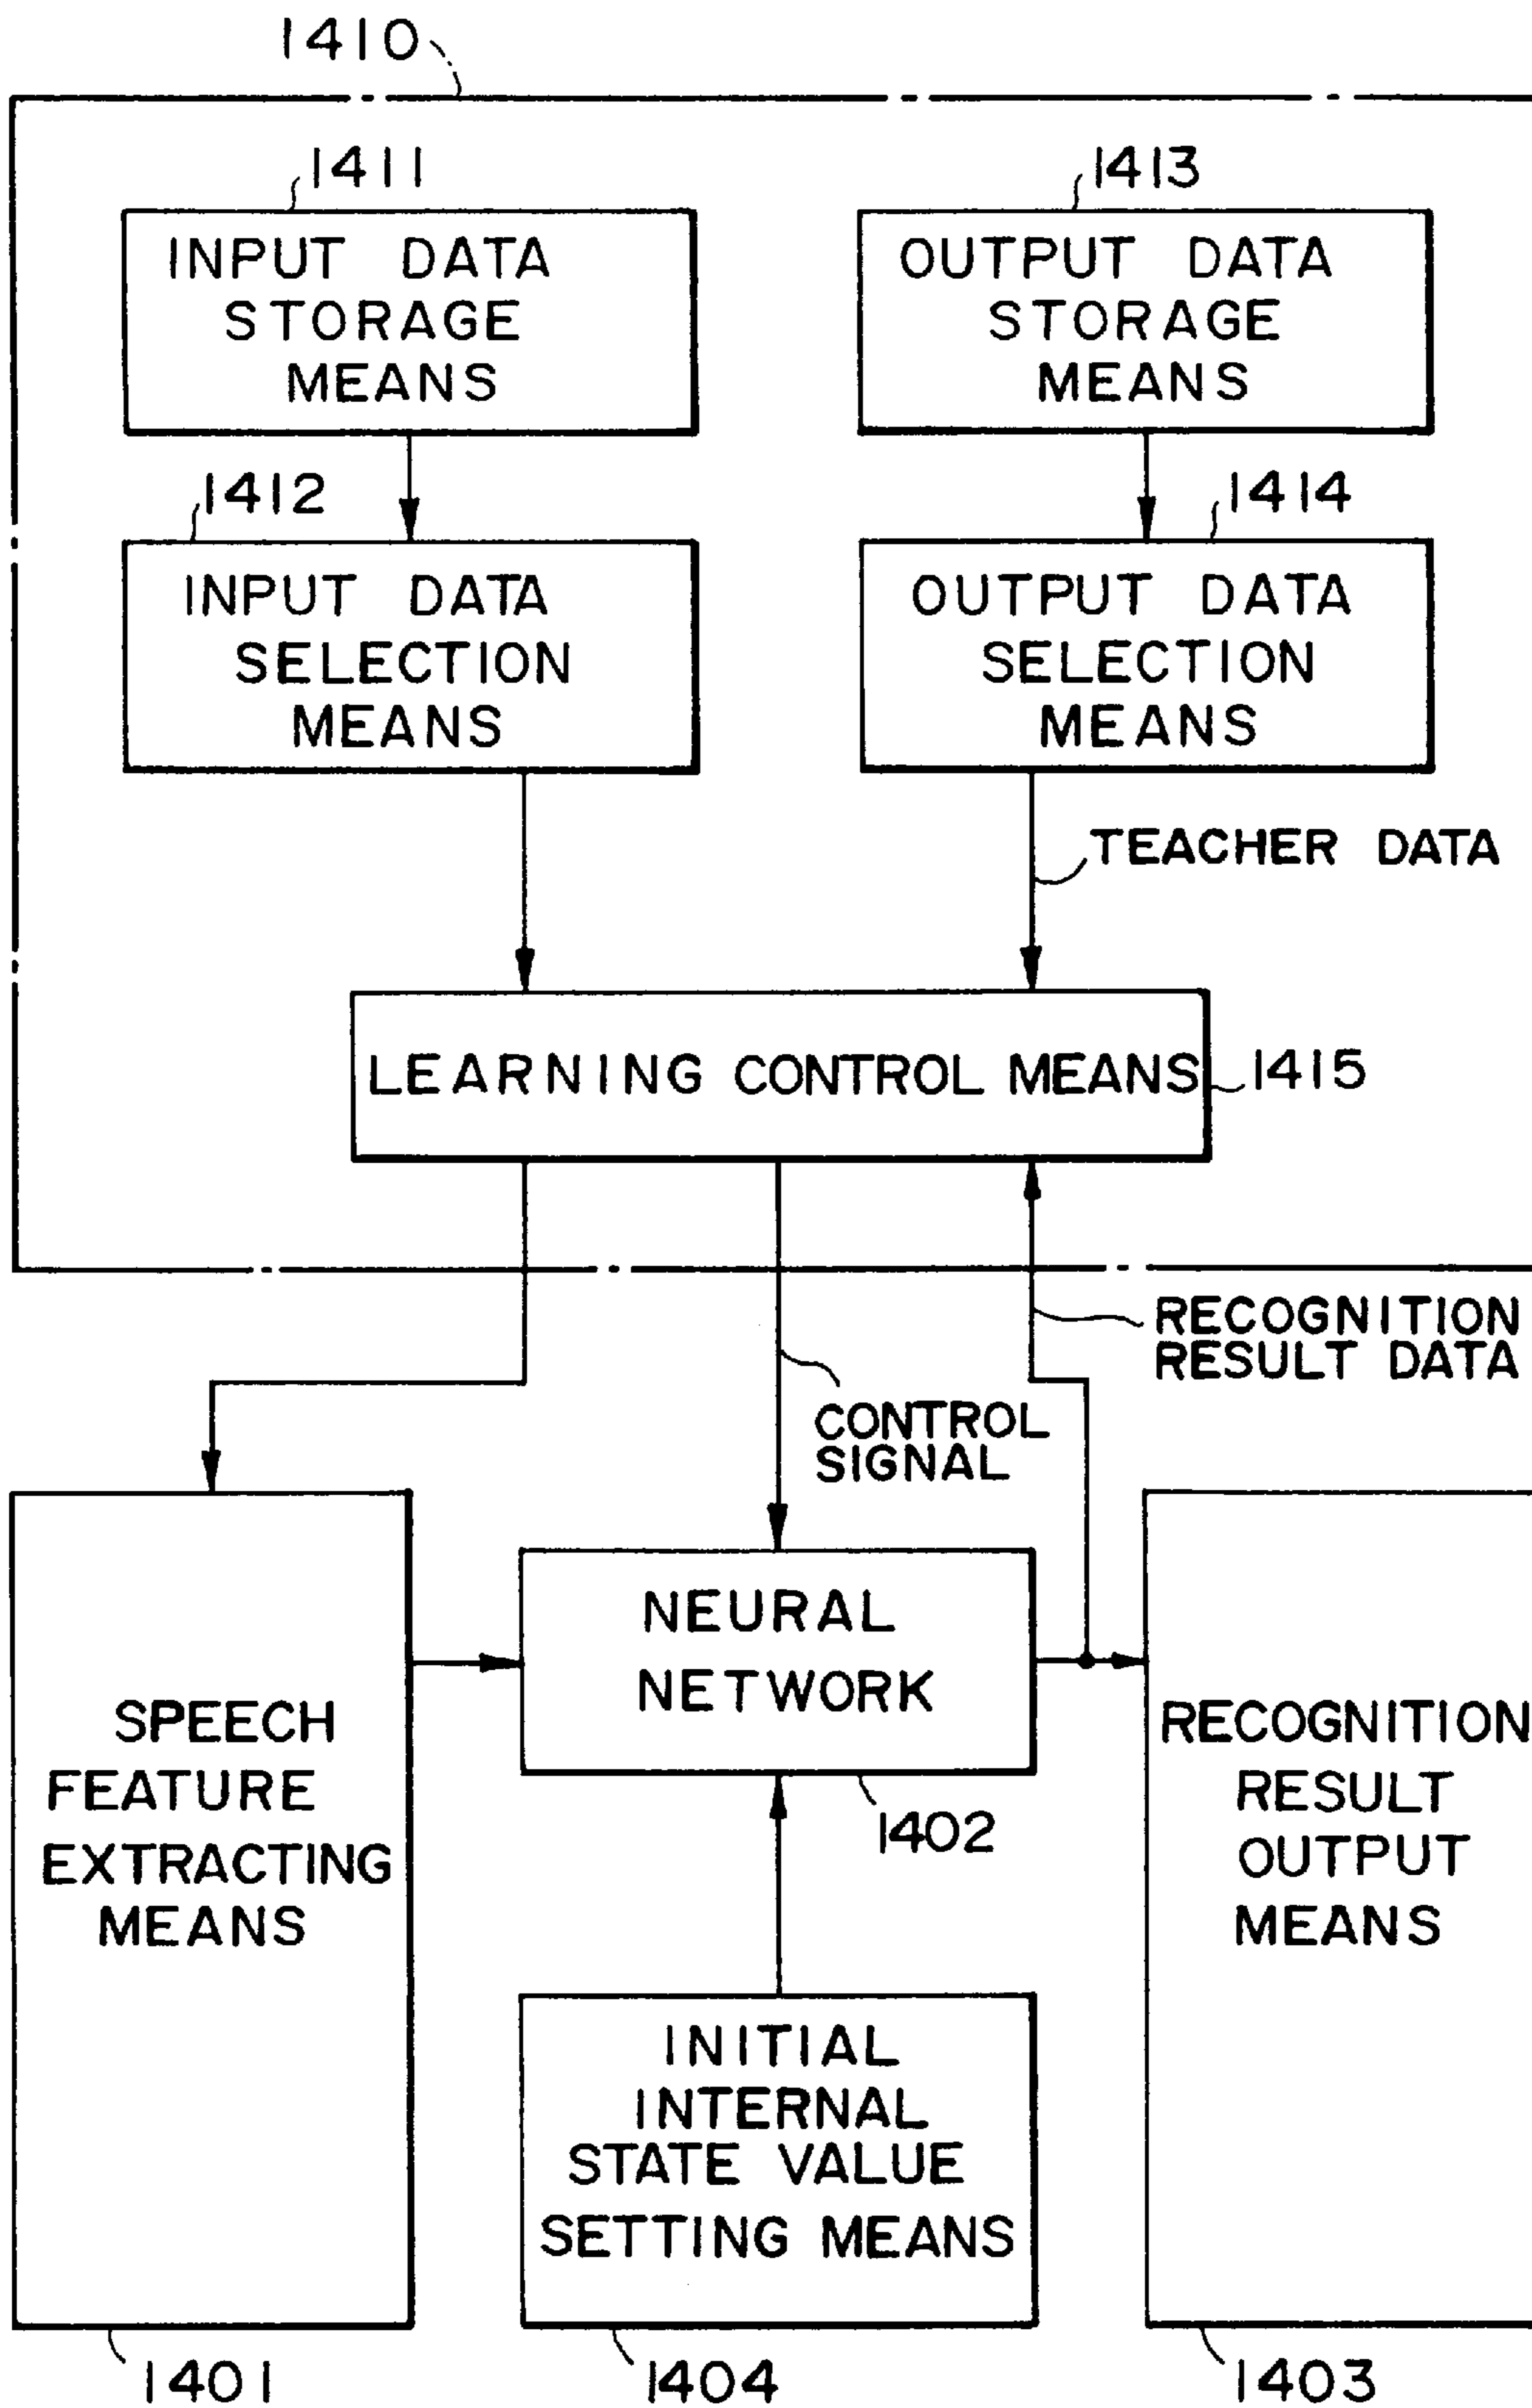 1410
1411
1413
INPUT DATA
STORAGE
MEANS
OUTPUT DATA
STORAGE
MEANS
1412
1414
INPUT DATA
SELECTION
MEANS
OUTPUT DATA
SELECTION
MEANS
TEACHER DATA
LEARNING CONTROL MEANS
1415
RECOGNITION
RESULT DATA
CONTROL
SIGNAL
NEURAL
NETWORK
1402
SPEECH
FEATURE
EXTRACTING
MEANS
RECOGNITION
RESULT
OUTPUT
MEANS
INITIAL
INTERNAL
STATE VALUE
SETTING MEANS
1401
1404
1403